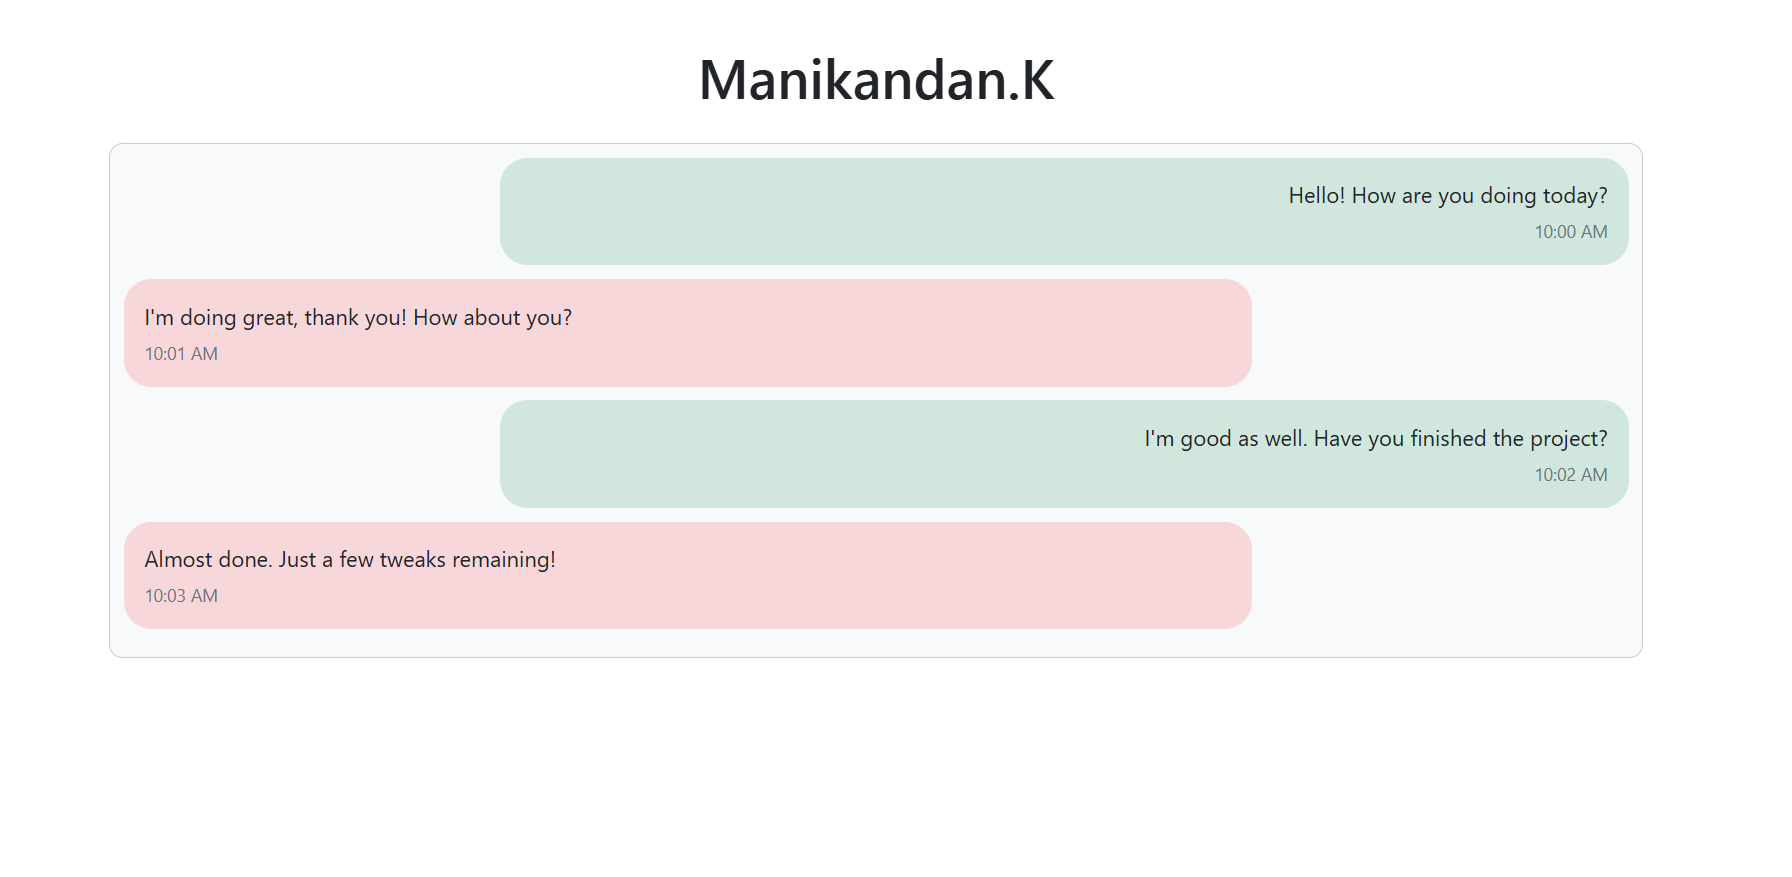 Manikandan.K
Hello! How are you doing today?
10:00 AM
I'm doing great, thank you! How about you?
10:01 AM
I'm good as well. Have you finished the project?
10:02 AM
Almost done. Just a few tweaks remaining!
10:03 AM